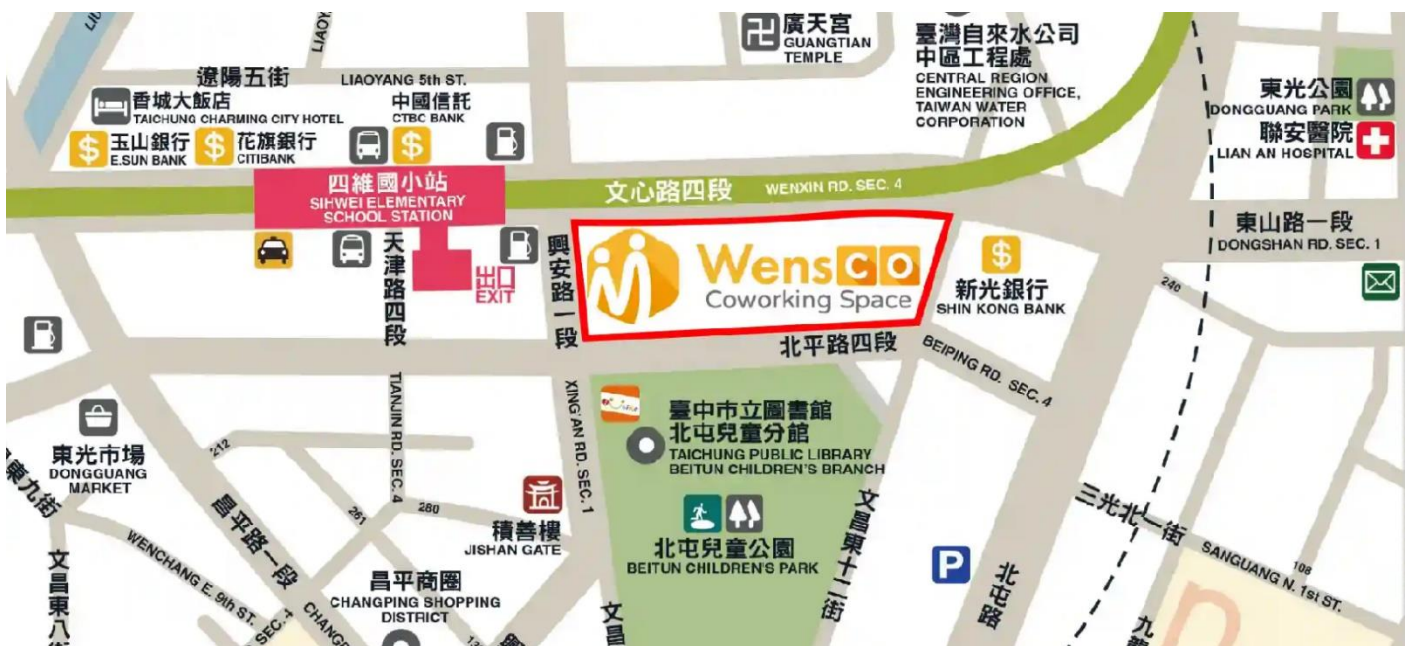 LIAOY
廣天宮
GUANGTIAN
TEMPLE
臺灣自來水公司
中區工程處
CENTRAL REGION
ENGINEERING OFFICE,
TAIWAN WATER
CORPORATION
遼陽五街
LIAOYANG 5TH ST.
香城大飯店
TAICHUNG CHARMING CITY HOTEL
中國信託
CTBC BANK
玉山銀行
E.SUN BANK
花旗銀行
CITIBANK
東光公園
DONGGUANG PARK
聯安醫院
LIAN AN HOSPITAL
四維國小站
SIHWEI ELEMENTARY
SCHOOL STATION
文心路四段
WENXIN RD. SEC. 4
東山路一段
DONGSHAN RD. SEC. 1
天津路四段
出口
EXIT
興安路一段
WensCO
Coworking Space
新光銀行
SHIN KONG BANK
240
北平路四段
BEIPING RD. SEC. 4
TIANJIN RD. SEC. 4
XING'AN RD. SEC. 1
臺中市立圖書館
北屯兒童分館
TAICHUNG PUBLIC LIBRARY
BEITUN CHILDREN'S BRANCH
東光市場
DONGGUANG
MARKET
212
昌平路一段
261
280
積善樓
JISHAN GATE
北屯兒童公園
BEITUN CHILDREN'S PARK
文昌東十二街
三光北一街
SANGUANG N. 1st ST.
108
P
北屯路
東九街
WENCHANG E. 9th ST.
文昌東八街
昌平商圈
CHANGPING SHOPPING
DISTRICT
SEC. 4
文昌